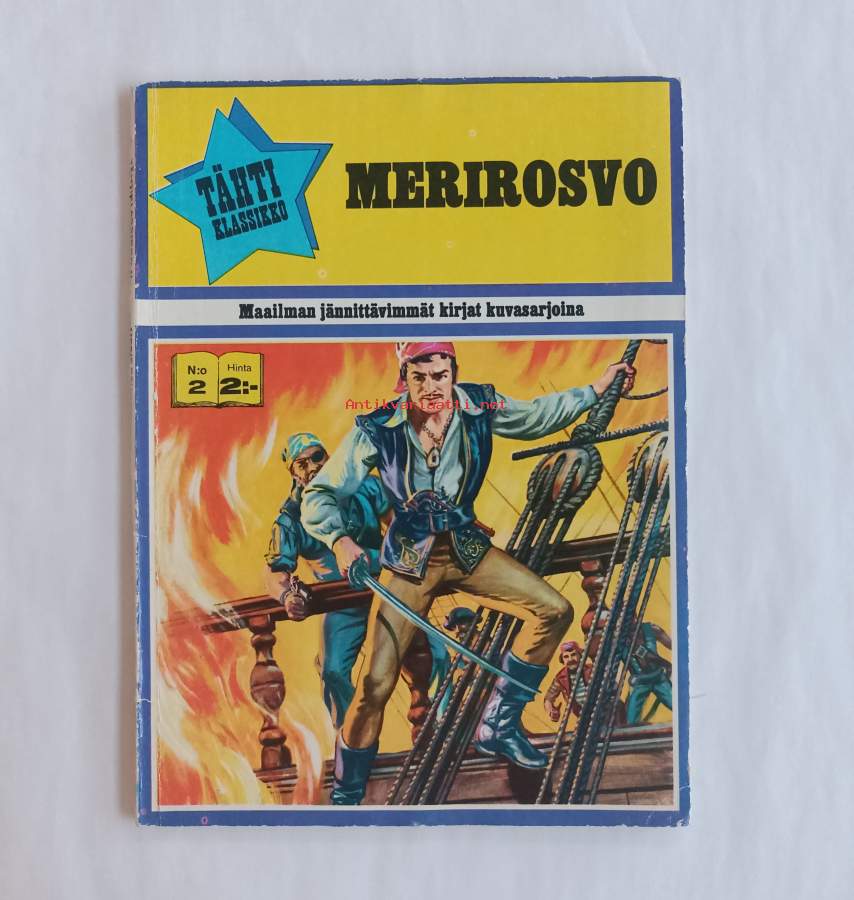 TÄHTI
KLASSIKKO
MERIROSVO
Maailman jännittävimmät kirjat kuvasarjoina
N:o
2
Hinta
2:-
Antikvariaatti.net